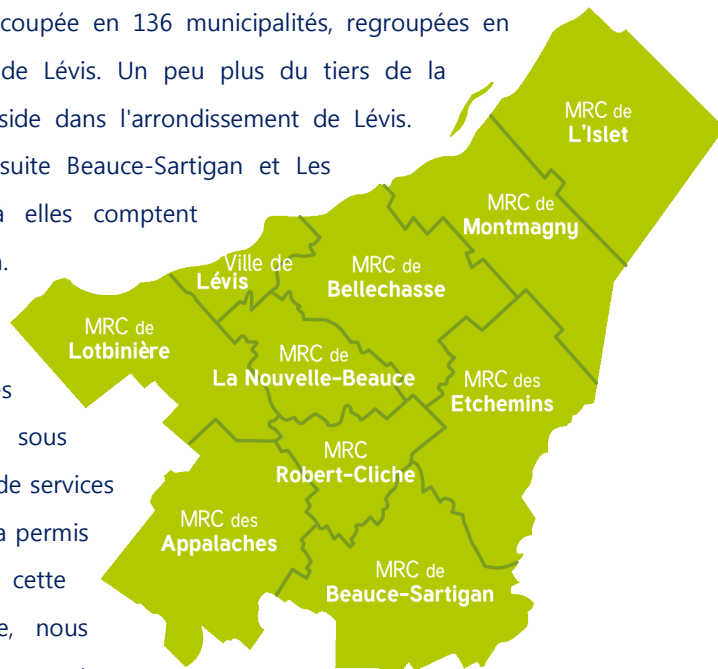 coupée en 136 municipalités, regroupées en
de Lévis. Un peu plus du tiers de la
side dans l'arrondissement de Lévis.
suite Beauce-Sartigan et Les
elles comptent
es
sous
de services
a permis
cette
e, nous
MRC de
L'Islet
MRC de
Montmagny
Ville de
Lévis
MRC de
Bellechasse
MRC de
Lotbinière
MRC de
La Nouvelle-Beauce
MRC des
Etchemins
MRC
Robert-Cliche
MRC des
Appalaches
MRC de
Beauce-Sartigan